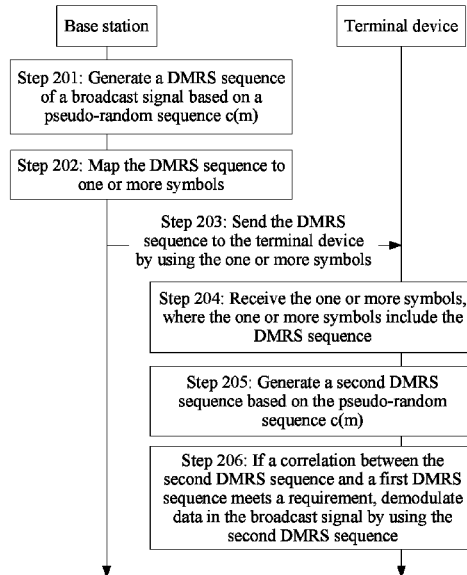 Base station
Terminal device
Step 201: Generate a DMRS sequence
of a broadcast signal based on a
pseudo-random sequence c(m)
Step 202: Map the DMRS sequence to
one or more symbols
Step 203: Send the DMRS
sequence to the terminal device
by using the one or more symbols
Step 204: Receive the one or more symbols,
where the one or more symbols include the
DMRS sequence
Step 205: Generate a second DMRS
sequence based on the pseudo-random
sequence c(m)
Step 206: If a correlation between the
second DMRS sequence and a first DMRS
sequence meets a requirement, demodulate
data in the broadcast signal by using the
second DMRS sequence